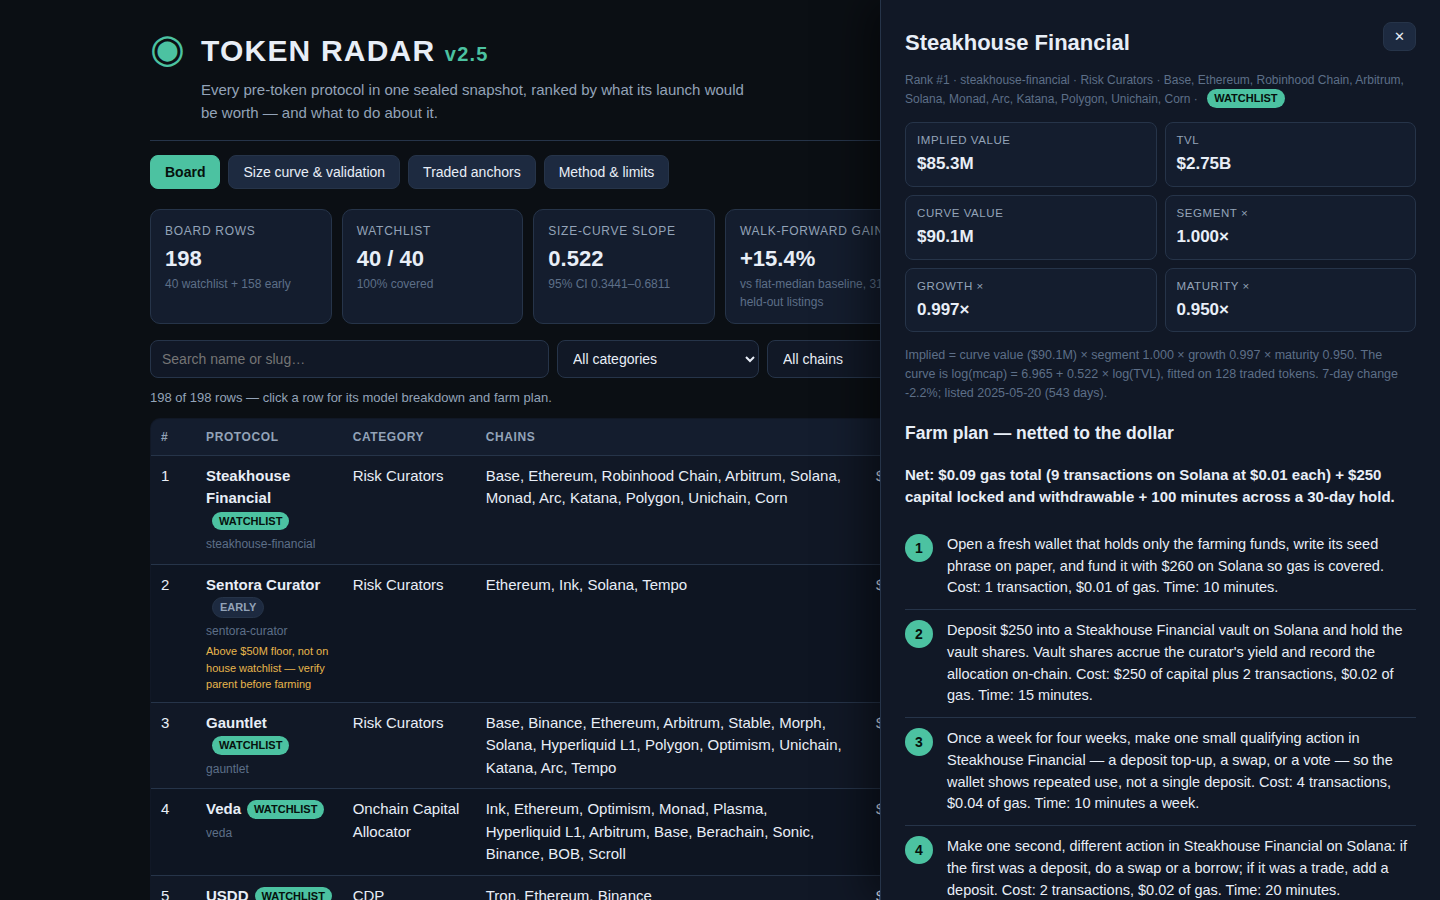 TOKEN RADAR v2.5
Every pre-token protocol in one sealed snapshot, ranked by what its launch would
be worth — and what to do about it.
Board
Size curve & validation
Traded anchors
Method & limits
BOARD ROWS
198
40 watchlist + 158 early
WATCHLIST
40 / 40
100% covered
SIZE-CURVE SLOPE
0.522
95% CI 0.3441–0.6811
WALK-FORWARD GAIN
+15.4%
vs flat-median baseline, 31
held-out listings
Search name or slug…
All categories
All chains
198 of 198 rows — click a row for its model breakdown and farm plan.
# PROTOCOL CATEGORY CHAINS
1
Steakhouse
Financial
WATCHLIST
steakhouse-financial
Risk Curators
Base, Ethereum, Robinhood Chain, Arbitrum, Solana,
Monad, Arc, Katana, Polygon, Unichain, Corn
2
Sentora Curator
EARLY
sentora-curator
Above $50M floor, not on
house watchlist — verify
parent before farming
Risk Curators
Ethereum, Ink, Solana, Tempo
3
Gauntlet
WATCHLIST
gauntlet
Risk Curators
Base, Binance, Ethereum, Arbitrum, Stable, Morph,
Solana, Hyperliquid L1, Polygon, Optimism, Unichain,
Katana, Arc, Tempo
4
Veda WATCHLIST
veda
Onchain Capital
Allocator
Ink, Ethereum, Optimism, Monad, Plasma,
Hyperliquid L1, Arbitrum, Base, Berachain, Sonic,
Binance, BOB, Scroll
5
USDD WATCHLIST
CDP
Tron, Ethereum, Binance
Steakhouse Financial
✕
Rank #1 · steakhouse-financial · Risk Curators · Base, Ethereum, Robinhood Chain, Arbitrum,
Solana, Monad, Arc, Katana, Polygon, Unichain, Corn · WATCHLIST
IMPLIED VALUE
$85.3M
TVL
$2.75B
CURVE VALUE
$90.1M
SEGMENT ×
1.000×
GROWTH ×
0.997×
MATURITY ×
0.950×
Implied = curve value ($90.1M) × segment 1.000 × growth 0.997 × maturity 0.950. The
curve is log(mcap) = 6.965 + 0.522 × log(TVL), fitted on 128 traded tokens. 7-day change
-2.2%; listed 2025-05-20 (543 days).
Farm plan — netted to the dollar
Net: $0.09 gas total (9 transactions on Solana at $0.01 each) + $250
capital locked and withdrawable + 100 minutes across a 30-day hold.
1
Open a fresh wallet that holds only the farming funds, write its seed
phrase on paper, and fund it with $260 on Solana so gas is covered.
Cost: 1 transaction, $0.01 of gas. Time: 10 minutes.
2
Deposit $250 into a Steakhouse Financial vault on Solana and hold the
vault shares. Vault shares accrue the curator's yield and record the
allocation on-chain. Cost: $250 of capital plus 2 transactions, $0.02 of
gas. Time: 15 minutes.
3
Once a week for four weeks, make one small qualifying action in
Steakhouse Financial — a deposit top-up, a swap, or a vote — so the
wallet shows repeated use, not a single deposit. Cost: 4 transactions,
$0.04 of gas. Time: 10 minutes a week.
4
Make one second, different action in Steakhouse Financial on Solana: if
the first was a deposit, do a swap or a borrow; if it was a trade, add a
deposit. Cost: 2 transactions, $0.02 of gas. Time: 20 minutes.